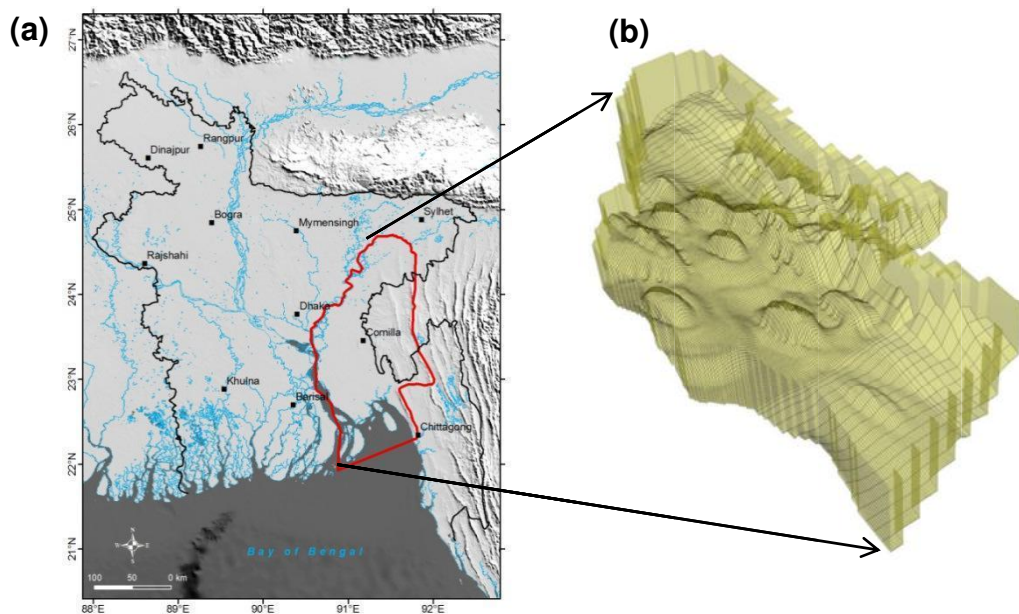 (a)
(b)
27°N
26°N
25°N
24°N
23°N
22°N
21°N
Rangpur
Dinajpur
Bogra
Mymensingh
Sylhet
Rajshahi
Dhaka
Comilla
Khulna
Barisal
Chittagong
N
W
E
S
Bay of Bengal
100 50 0 km
88°E 89°E 90°E 91°E 92°E